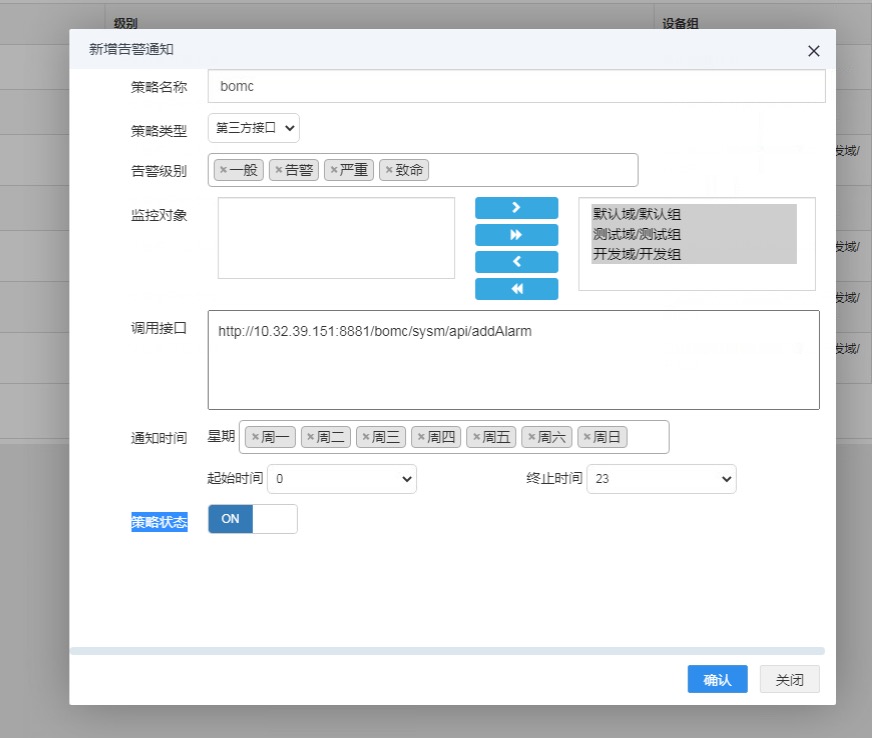 级别 设备组
新增告警通知 ×
策略名称 bomc
策略类型 第三方接口
告警级别 ×一般 ×告警 ×严重 ×致命
监控对象
默认域/默认组
测试域/测试组
开发域/开发组
发域/
发域/
发域/
发域/
调用接口 http://10.32.39.151:8881/bomc/sysm/api/addAlarm
通知时间 星期 ×周一 ×周二 ×周三 ×周四 ×周五 ×周六 ×周日
起始时间 0 终止时间 23
策略状态 ON
确认 关闭